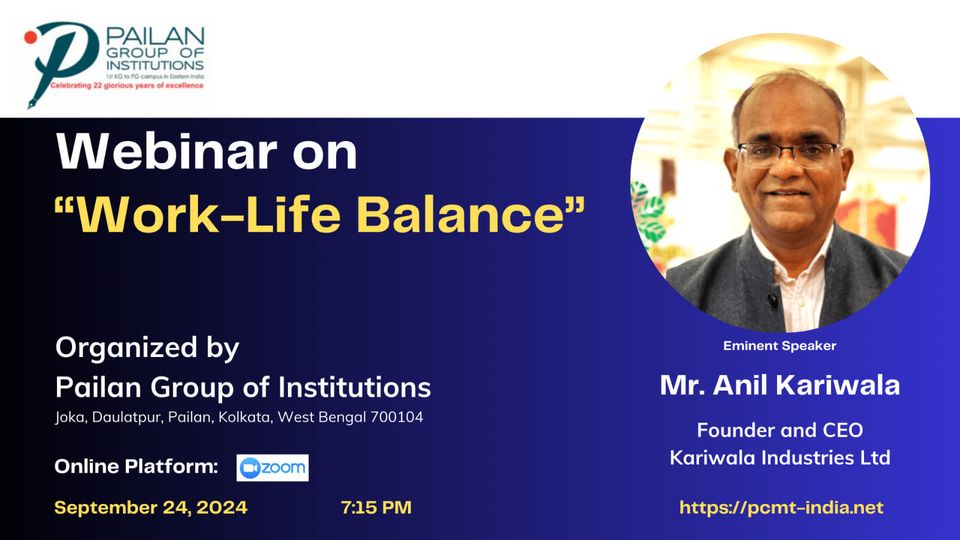 PAILAN
GROUP OF
INSTITUTIONS
1st KG to PG campus in Eastern India
Celebrating 22 glorious years of excellence
Webinar on
“Work-Life Balance”
Organized by
Pailan Group of Institutions
Joka, Daulatpur, Pailan, Kolkata, West Bengal 700104
Online Platform: zoom
September 24, 2024 7:15 PM
Eminent Speaker
Mr. Anil Kariwala
Founder and CEO
Kariwala Industries Ltd
https://pcmt-india.net